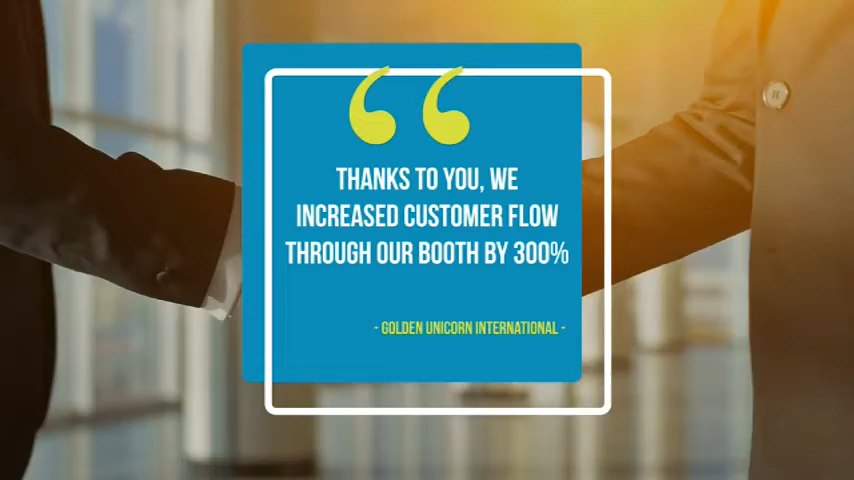 THANKS TO YOU, WE
INCREASED CUSTOMER FLOW
THROUGH OUR BOOTH BY 300%
- GOLDEN UNICORN INTERNATIONAL -